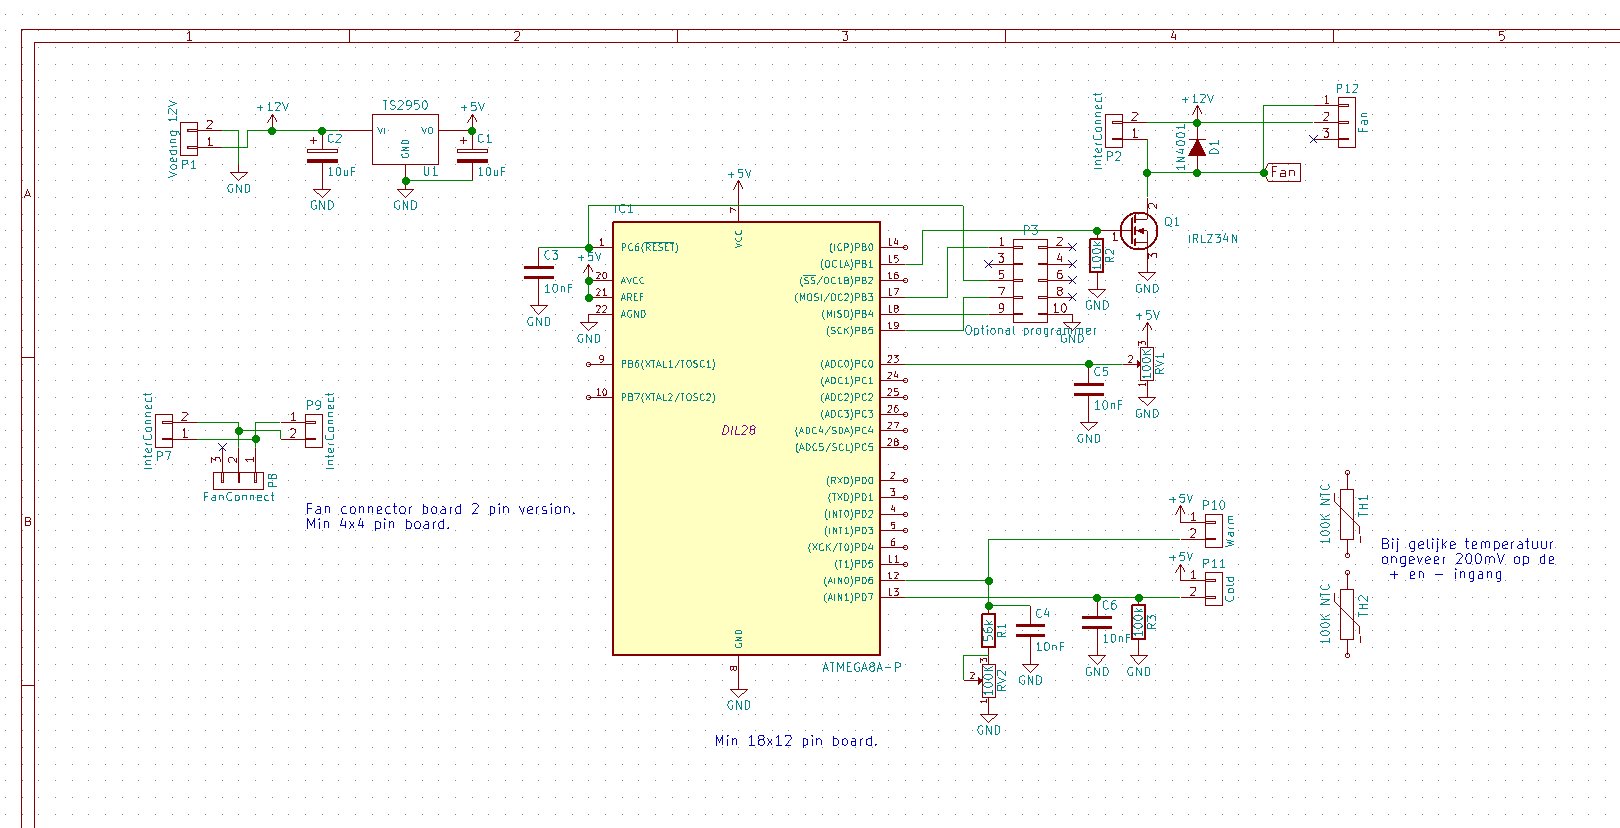 1 2 3 4 5
A
B
Voeding 12V
2
1
P1
GND
+12V
+
C2
10uF
GND
TS2950
VI
VO
GND
U1
GND
+5V
+
C1
10uF
InterConnect
2
1
P2
+12V
1N4001
D1
P12
1
2
3
Fan
Fan
2
1
3
Q1
IRLZ34N
GND
100k
R2
GND
+5V
7
IC1
VCC
1
PC6(RESET)
C3
10nF
GND
+5V
20
AVCC
21
AREF
22
AGND
GND
9
PB6(XTAL1/TOSC1)
10
PB7(XTAL2/TOSC2)
DIL28
(ICP)PB0 14
(OC1A)PB1 15
(SS/OC1B)PB2 16
(MOSI/OC2)PB3 17
(MISO)PB4 18
(SCK)PB5 19
(ADC0)PC0 23
(ADC1)PC1 24
(ADC2)PC2 25
(ADC3)PC3 26
(ADC4/SDA)PC4 27
(ADC5/SCL)PC5 28
(RXD)PD0 2
(TXD)PD1 3
(INT0)PD2 4
(INT1)PD3 5
(XCK/T0)PD4 6
(T1)PD5 11
(AIN0)PD6 12
(AIN1)PD7 13
GND
8
ATMEGA8A-P
GND
P3
1 2
3 4
5 6
7 8
9 10
Optional programmer
GND
+5V
3
2
1
100K
RV1
GND
C5
10nF
GND
InterConnect
2
1
P7
P9
1
2
InterConnect
3
2
1
P8
FanConnect
Fan connector board 2 pin version.
Min 4x4 pin board.
+5V
P10
1
2
Warm
+5V
P11
1
2
Cold
56k
R1
C4
10nF
GND
3
2
1
100K
RV2
GND
C6
10nF
GND
100k
R3
GND
100K NTC
TH1
100K NTC
TH2
Bij gelijke temperatuur
ongeveer 200mV op de
+ en - ingang
Min 18x12 pin board.